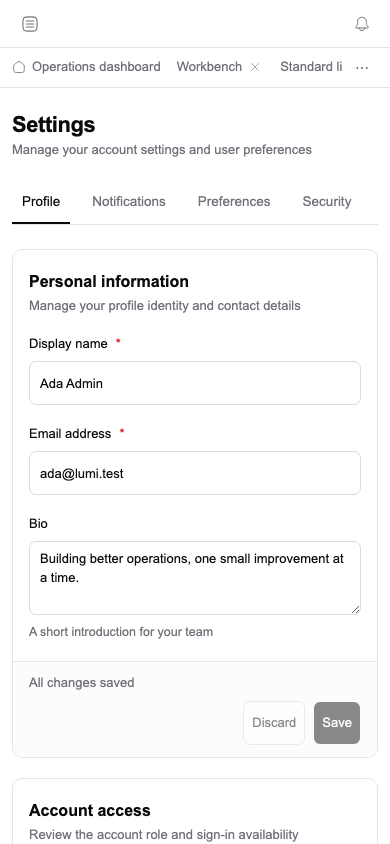 Operations dashboard Workbench Standard li
Settings
Manage your account settings and user preferences
Profile Notifications Preferences Security
Personal information
Manage your profile identity and contact details
Display name *
Ada Admin
Email address *
ada@lumi.test
Bio
Building better operations, one small improvement at
a time.
A short introduction for your team
All changes saved
Discard Save
Account access
Review the account role and sign-in availability